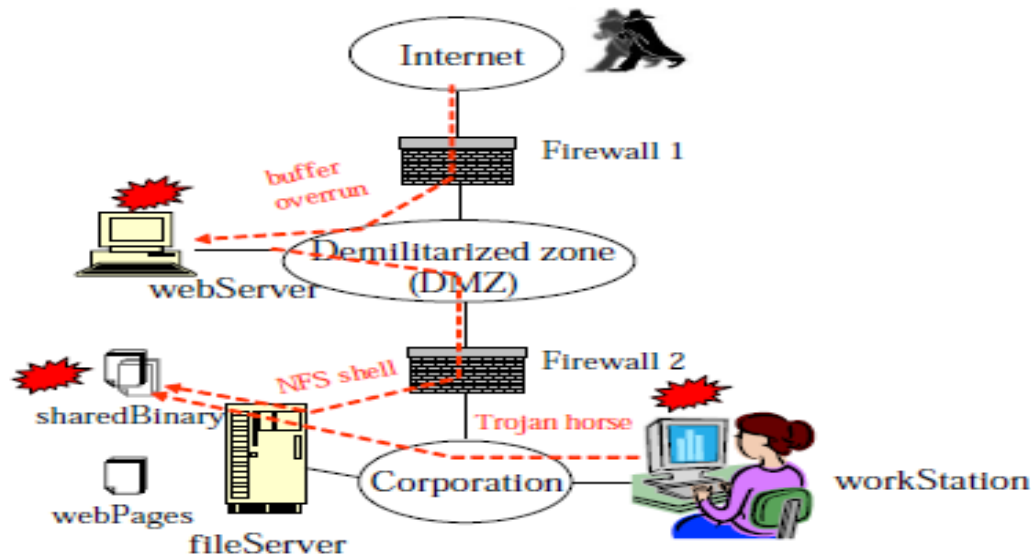 Internet
Firewall 1
buffer
overrun
Demilitarized zone
(DMZ)
webServer
Firewall 2
NFS shell
sharedBinary
Trojan horse
Corporation
workStation
webPages
fileServer